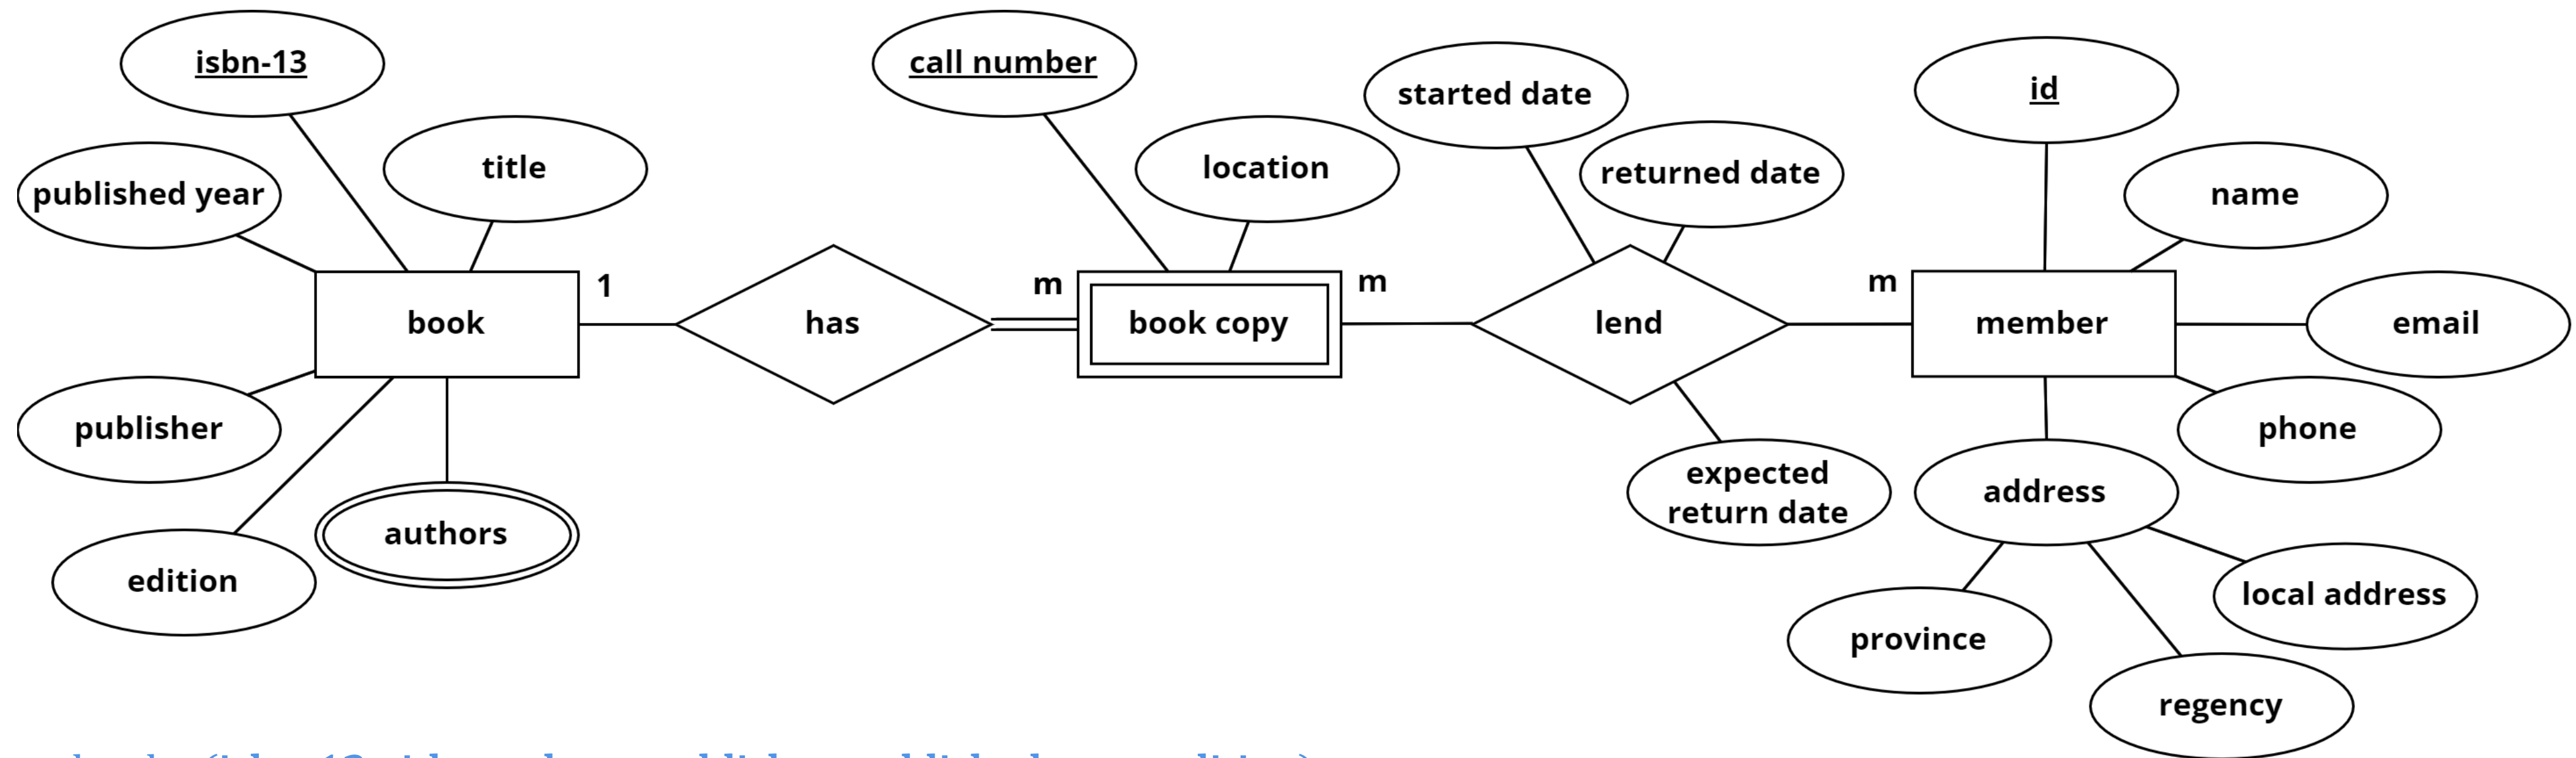 isbn-13
call number
started date
id
title
location
returned date
published year
name
1
m
m
m
book
has
book copy
lend
member
email
publisher
phone
expected
return date
address
authors
edition
local address
province
regency